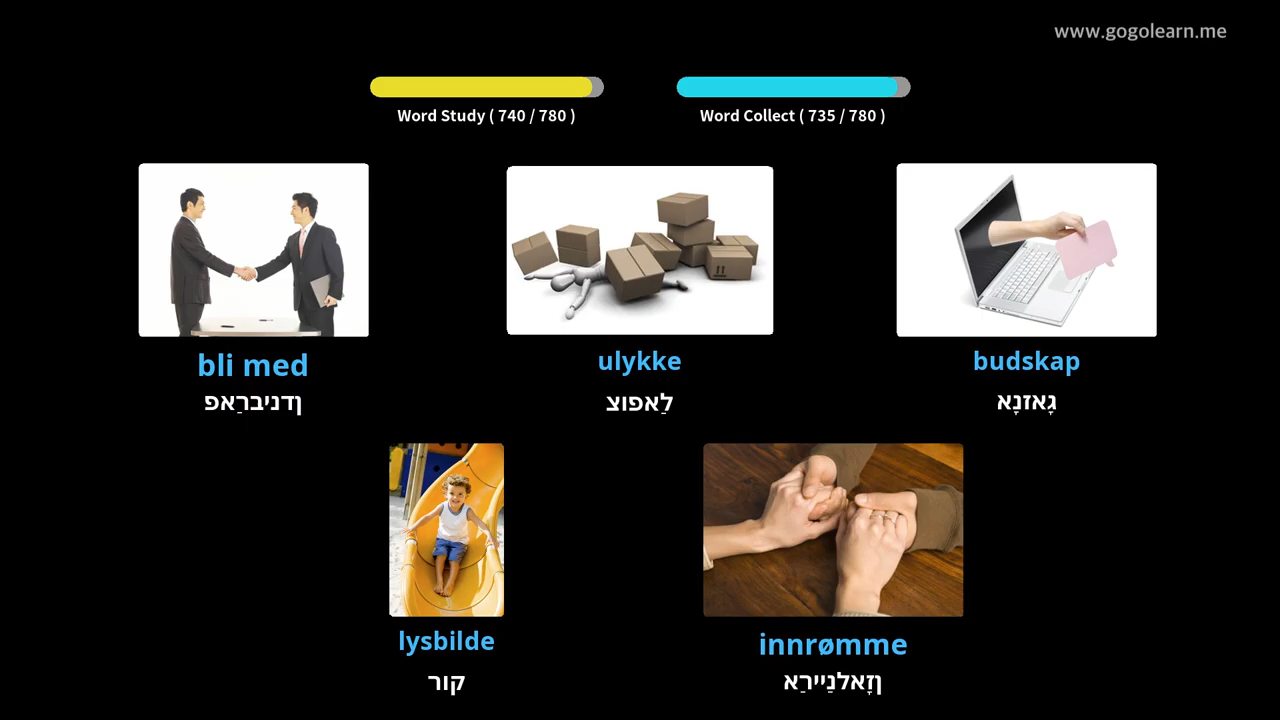 www.gogolearn.me
Word Study ( 740 / 780 )
Word Collect ( 735 / 780 )
bli med
פאַרבינדן
ulykke
צופאַל
budskap
אָנזאָג
lysbilde
רוק
innrømme
אַרייַנלאָזן